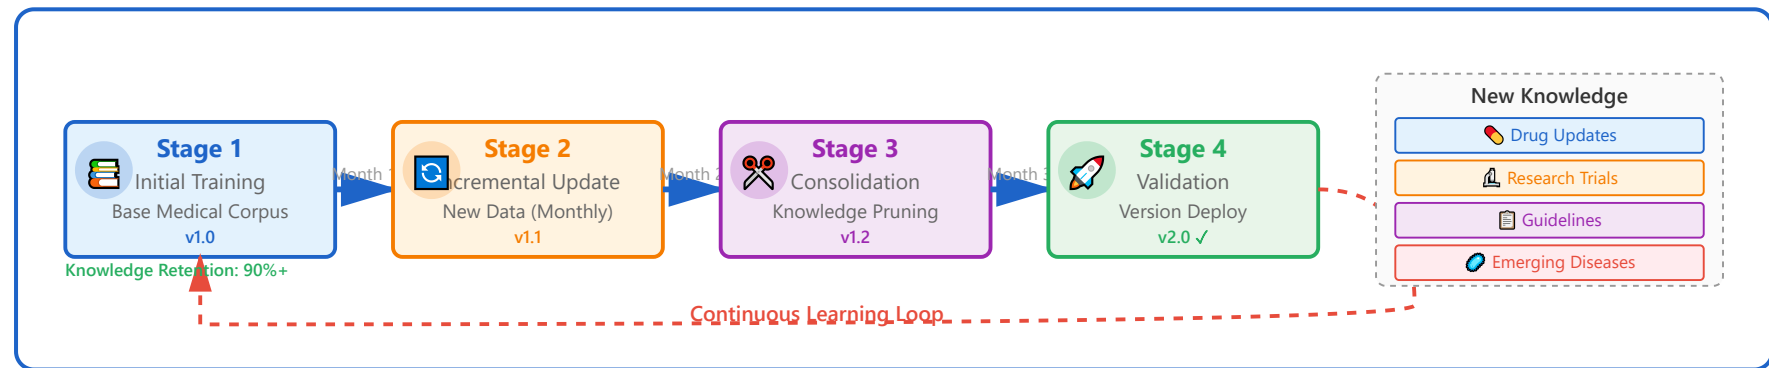 Stage 1
Initial Training
Base Medical Corpus
v1.0
Knowledge Retention: 90%+
Month
Stage 2
Incremental Update
New Data (Monthly)
v1.1
Month 2
Stage 3
Consolidation
Knowledge Pruning
v1.2
Month 3
Stage 4
Validation
Version Deploy
v2.0 ✓
New Knowledge
Drug Updates
Research Trials
Guidelines
Emerging Diseases
Continuous Learning Loop